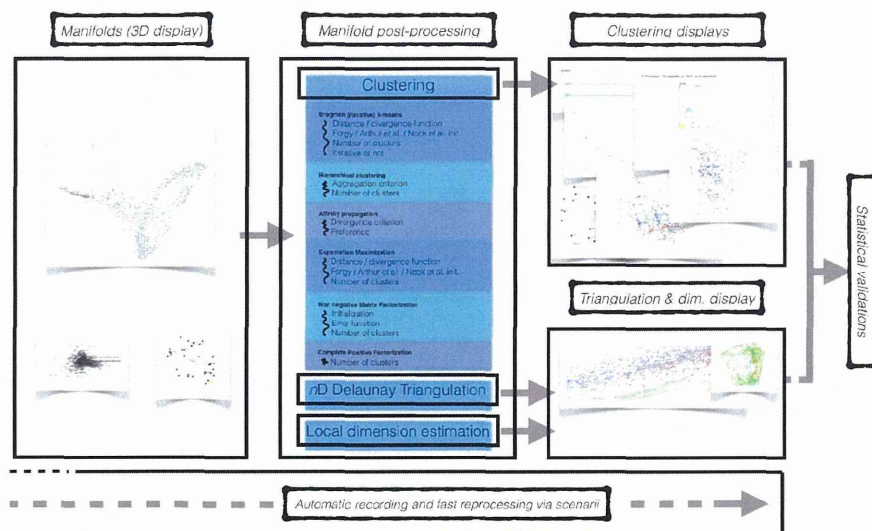 Manifolds (3D display)
Manifold post-processing
Clustering displays
Clustering
Bregman (iterative) k-means
Distance / divergence function
Forgy / Arthur et al. / Nock et al. init.
Number of clusters
Iterative or not
Hierarchical clustering
Aggregation criterion
Number of clusters
Affinity propagation
Divergence criterion
Preference
Expectation Maximization
Distance / divergence function
Forgy / Arthur et al. / Nock et al. init.
Number of clusters
Non negative Matrix Factorization
Initialization
Error function
Number of clusters
Complete Positive Factorization
Number of clusters
nD Delaunay Triangulation
Local dimension estimation
Triangulation & dim. display
Statistical validations
Automatic recording and fast reprocessing via scenarii